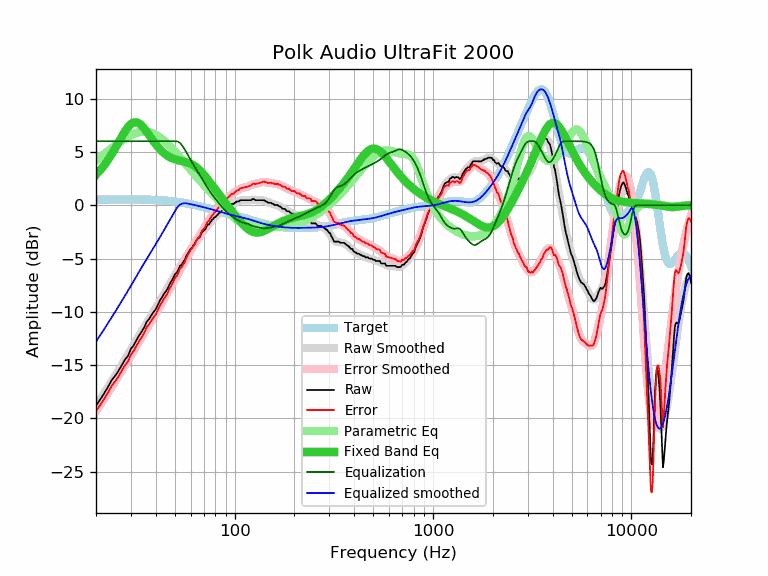 Polk Audio UltraFit 2000
Amplitude (dBr)
10
5
0
−5
−10
−15
−20
−25
Target
Raw Smoothed
Error Smoothed
Raw
Error
Parametric Eq
Fixed Band Eq
Equalization
Equalized smoothed
100
1000
10000
Frequency (Hz)